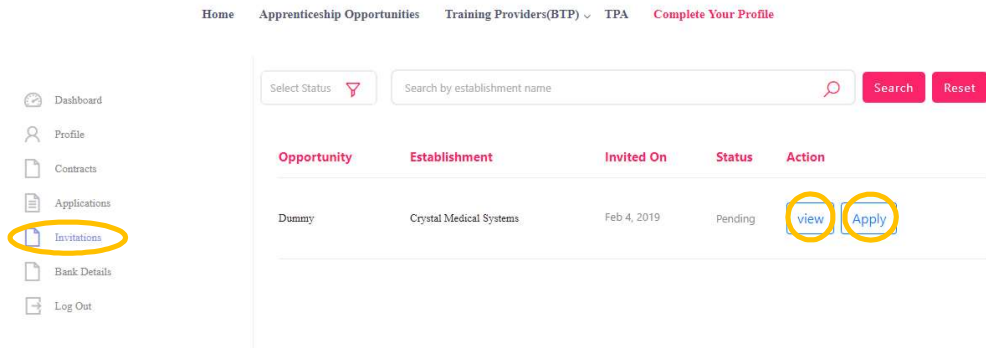 Home Apprenticeship Opportunities Training Providers(BTP) TPA Complete Your Profile
Select Status Search by establishment name Search Reset
Dashboard
Profile
Contracts
Applications
Invitations
Bank Details
Log Out
Opportunity Establishment Invited On Status Action
Dummy Crystal Medical Systems Feb 4, 2019 Pending view Apply